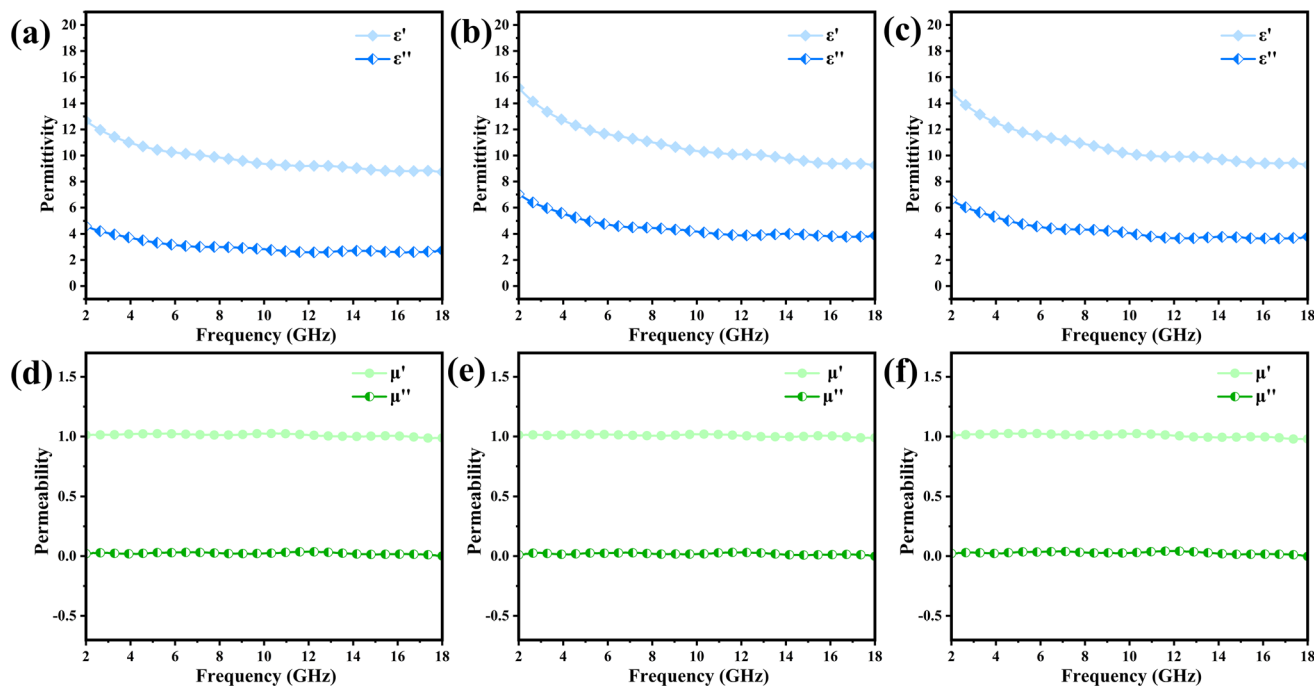 (a)
ε'
ε''
Permittivity
20
18
16
14
12
10
8
6
4
2
0
2 4 6 8 10 12 14 16 18
Frequency (GHz)
(b)
ε'
ε''
Permittivity
20
18
16
14
12
10
8
6
4
2
0
2 4 6 8 10 12 14 16 18
Frequency (GHz)
(c)
ε'
ε''
Permittivity
20
18
16
14
12
10
8
6
4
2
0
2 4 6 8 10 12 14 16 18
Frequency (GHz)
(d)
μ'
μ''
Permeability
1.5
1.0
0.5
0.0
-0.5
2 4 6 8 10 12 14 16 18
Frequency (GHz)
(e)
μ'
μ''
Permeability
1.5
1.0
0.5
0.0
-0.5
2 4 6 8 10 12 14 16 18
Frequency (GHz)
(f)
μ'
μ''
Permeability
1.5
1.0
0.5
0.0
-0.5
2 4 6 8 10 12 14 16 18
Frequency (GHz)